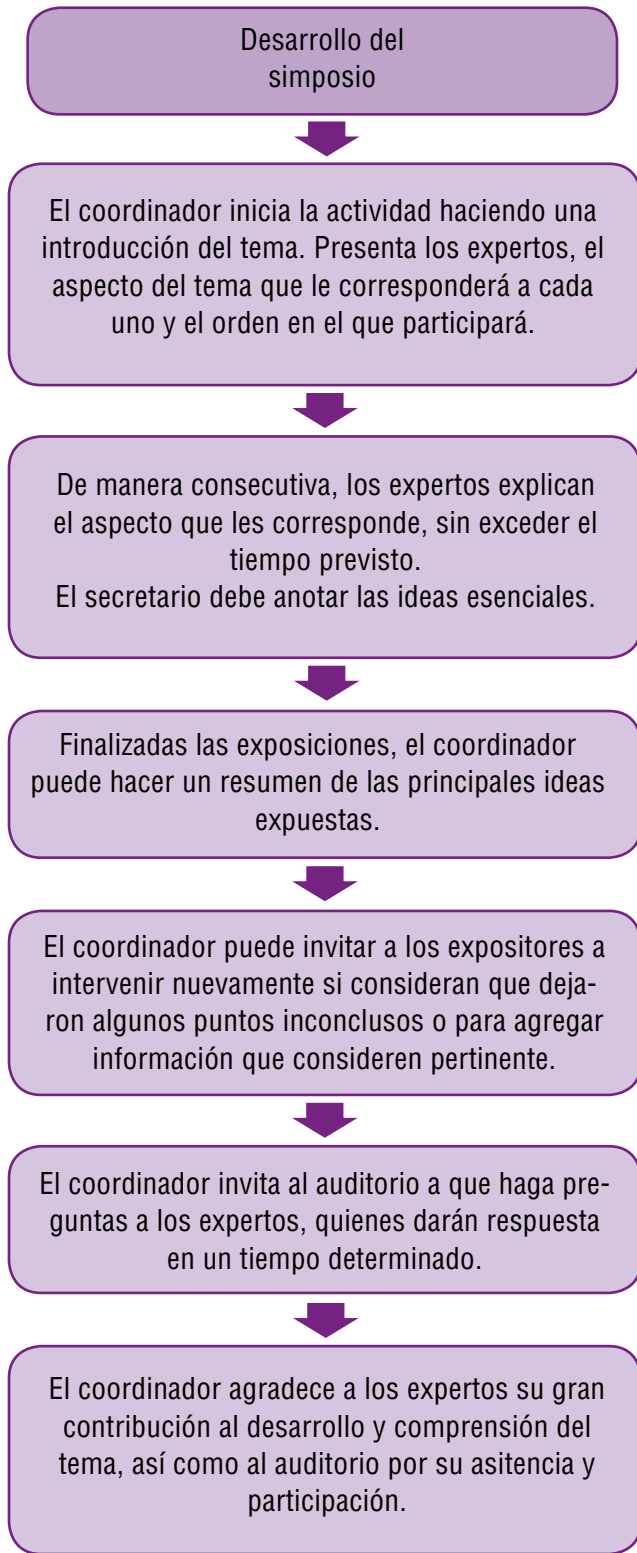 Desarrollo del
simposio
El coordinador inicia la actividad haciendo una
introducción del tema. Presenta los expertos, el
aspecto del tema que le corresponderá a cada
uno y el orden en el que participará.
De manera consecutiva, los expertos explican
el aspecto que les corresponde, sin exceder el
tiempo previsto.
El secretario debe anotar las ideas esenciales.
Finalizadas las exposiciones, el coordinador
puede hacer un resumen de las principales ideas
expuestas.
El coordinador puede invitar a los expositores a
intervenir nuevamente si consideran que deja-
ron algunos puntos inconclusos o para agregar
información que consideren pertinente.
El coordinador invita al auditorio a que haga pre-
guntas a los expertos, quienes darán respuesta
en un tiempo determinado.
El coordinador agradece a los expertos su gran
contribución al desarrollo y comprensión del
tema, así como al auditorio por su asitencia y
participación.